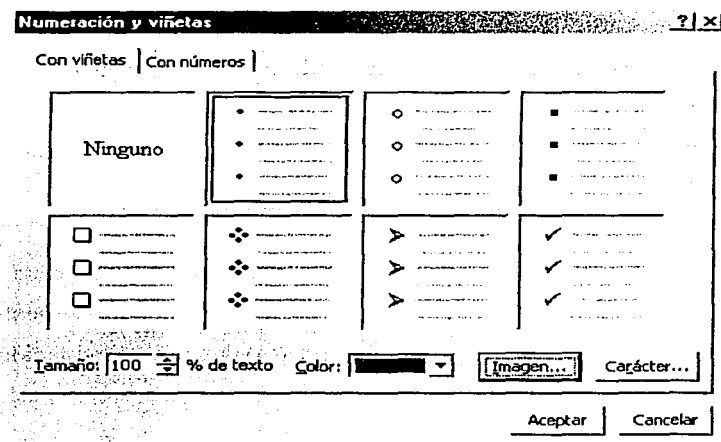 Numeración y viñetas ? ×
Con viñetas Con números
Ninguno
Tamaño: 100 % de texto Color: Imagen... Carácter...
Aceptar Cancelar